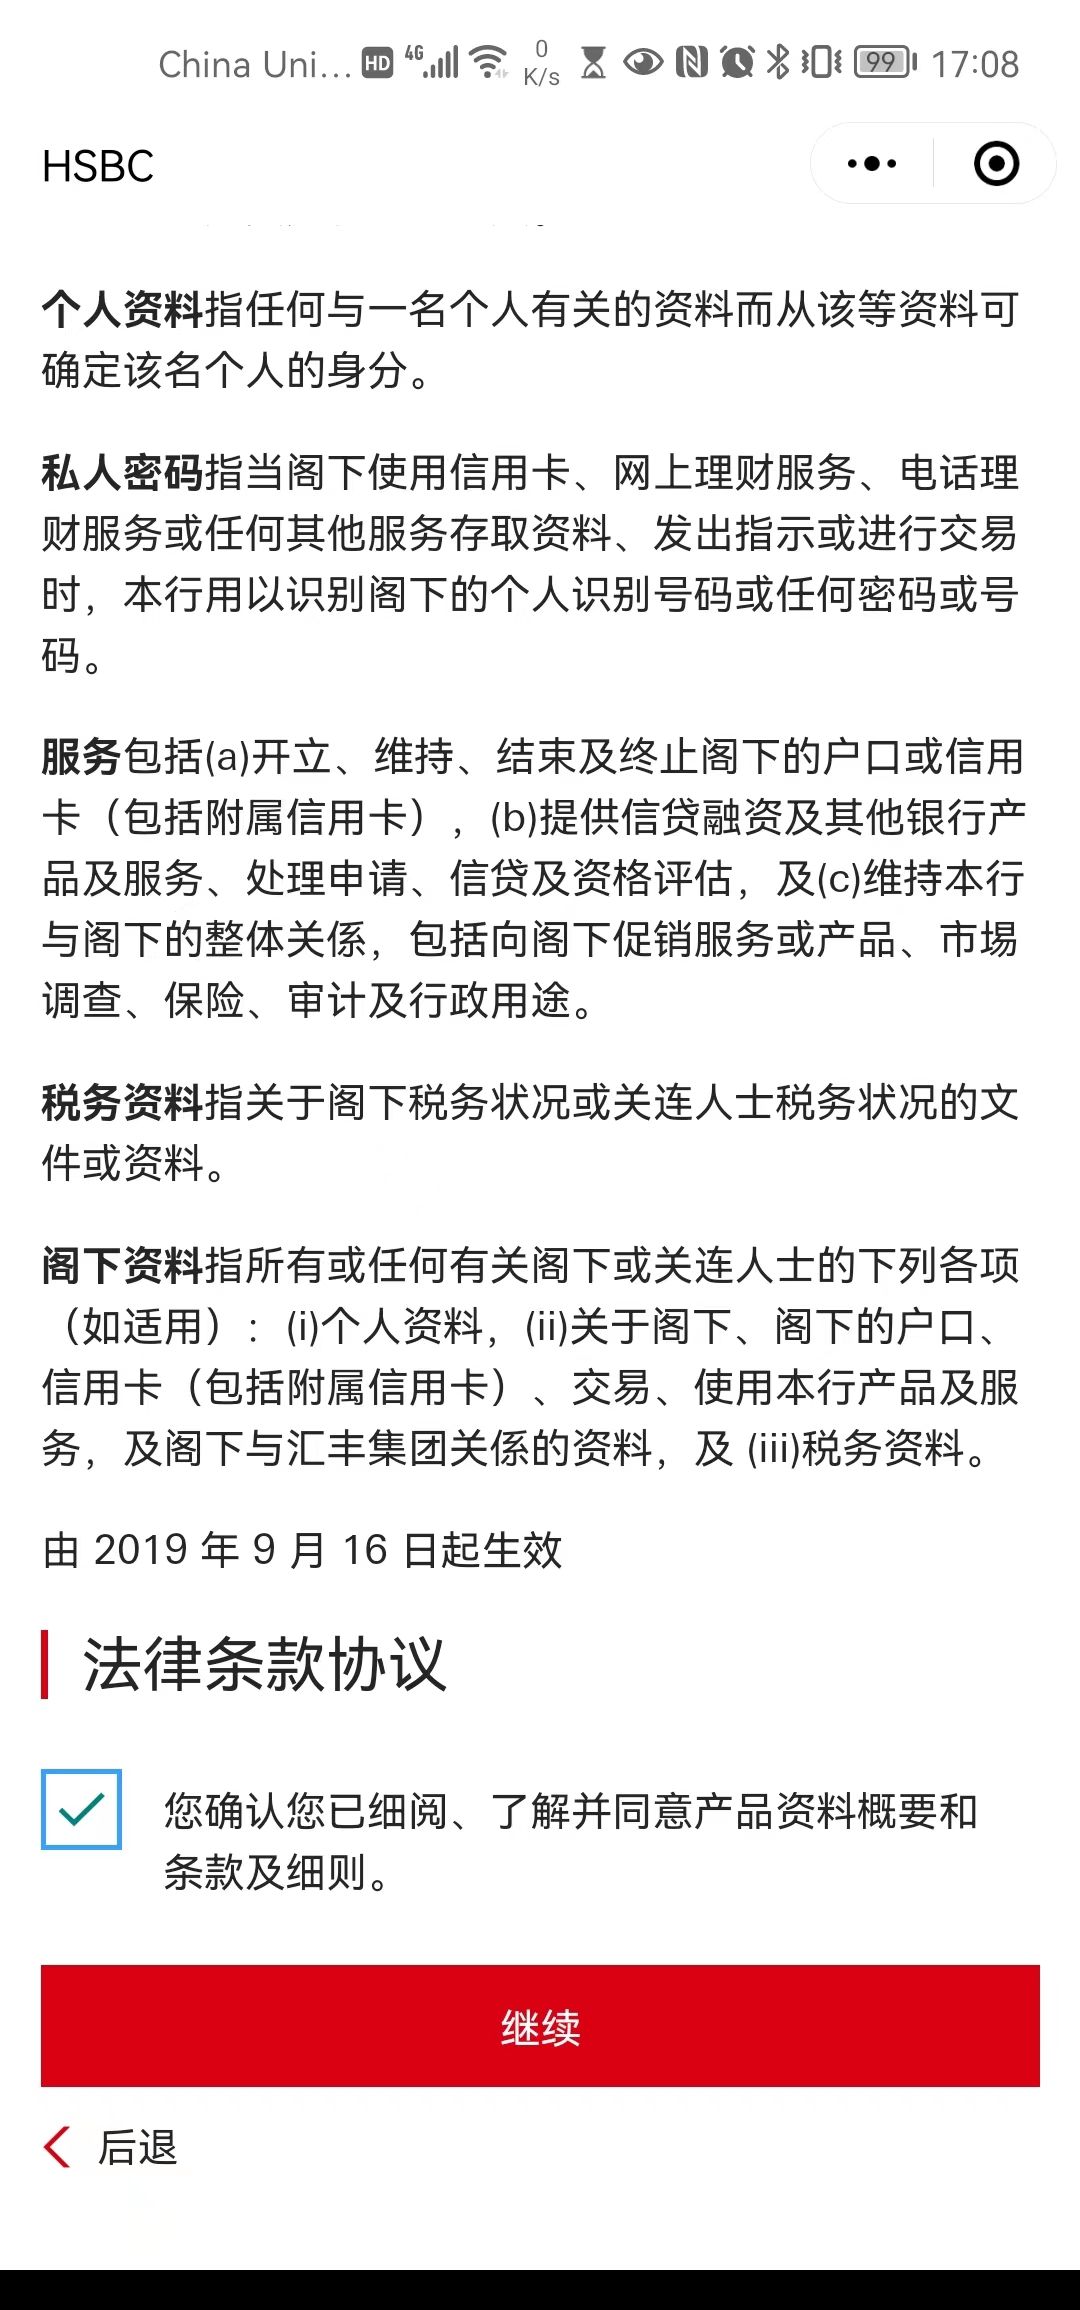 China Uni... HD 4G 0 K/s 99 17:08
HSBC
个人资料指任何与一名个人有关的资料而从该等资料可
确定该名个人的身分。
私人密码指当阁下使用信用卡、网上理财服务、电话理
财服务或任何其他服务存取资料、发出指示或进行交易
时，本行用以识别阁下的个人识别号码或任何密码或号
码。
服务包括(a)开立、维持、结束及终止阁下的户口或信用
卡（包括附属信用卡），(b)提供信贷融资及其他银行产
品及服务、处理申请、信贷及资格评估，及(c)维持本行
与阁下的整体关係，包括向阁下促销服务或产品、市埸
调查、保险、审计及行政用途。
税务资料指关于阁下税务状况或关连人士税务状况的文
件或资料。
阁下资料指所有或任何有关阁下或关连人士的下列各项
（如适用）：(i)个人资料，(ii)关于阁下、阁下的户口、
信用卡（包括附属信用卡）、交易、使用本行产品及服
务，及阁下与汇丰集团关係的资料，及 (iii)税务资料。
由 2019 年 9 月 16 日起生效
法律条款协议
您确认您已细阅、了解并同意产品资料概要和
条款及细则。
继续
后退